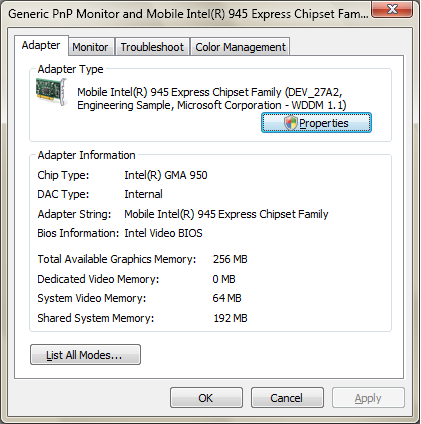 Generic PnP Monitor and Mobile Intel(R) 945 Express Chipset Fam...
Adapter Monitor Troubleshoot Color Management
Adapter Type
Mobile Intel(R) 945 Express Chipset Family (DEV_27A2,
Engineering Sample, Microsoft Corporation - WDDM 1.1)
Properties
Adapter Information
Chip Type: Intel(R) GMA 950
DAC Type: Internal
Adapter String: Mobile Intel(R) 945 Express Chipset Family
Bios Information: Intel Video BIOS
Total Available Graphics Memory: 256 MB
Dedicated Video Memory: 0 MB
System Video Memory: 64 MB
Shared System Memory: 192 MB
List All Modes...
OK Cancel Apply